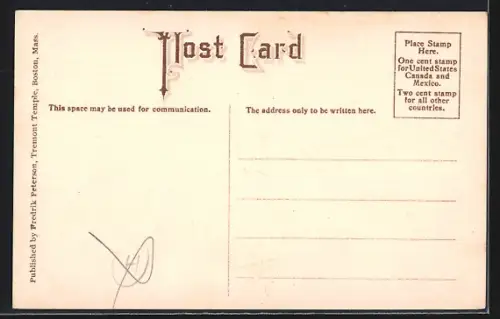 Post Card
Place Stamp
Here.
One cent stamp
for United States
Canada and
Mexico.
Two cent stamp
for all other
countries.
This space may be used for communication.
The address only to be written here.
Published by Fredrik Peterson, Tremont Temple, Boston, Mass.